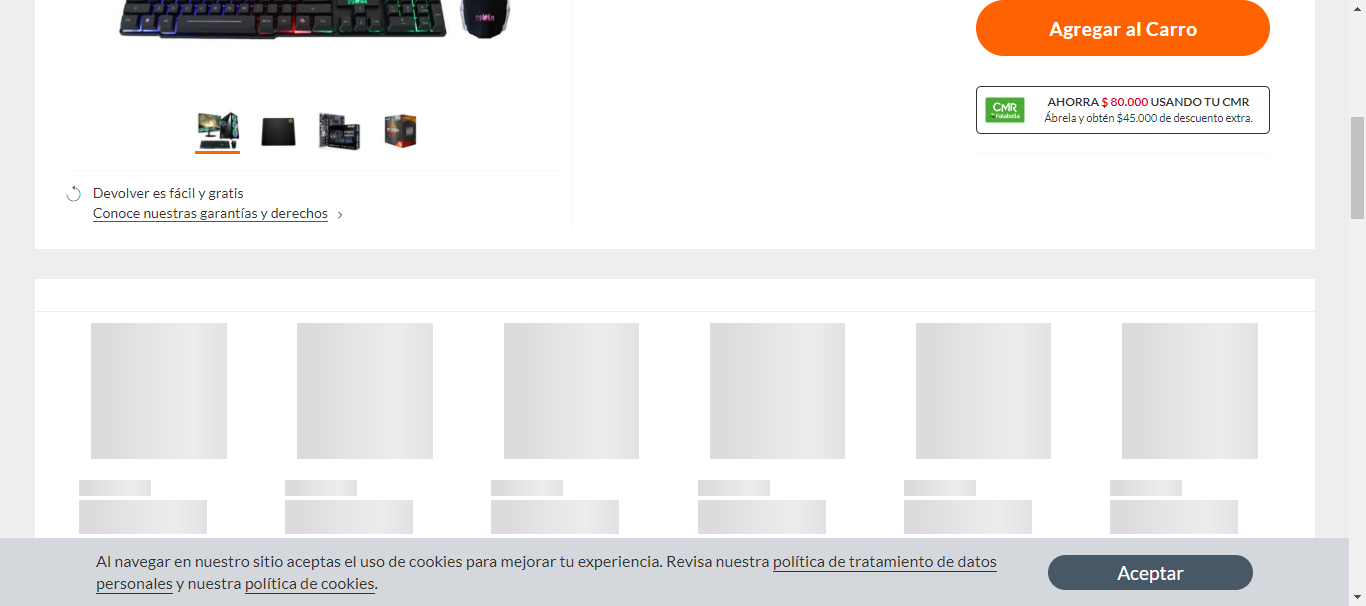 Agregar al Carro
CMR
Falabella
AHORRA $ 80.000 USANDO TU CMR
Ábrela y obtén $45.000 de descuento extra.
Devolver es fácil y gratis
Conoce nuestras garantías y derechos
Al navegar en nuestro sitio aceptas el uso de cookies para mejorar tu experiencia. Revisa nuestra política de tratamiento de datos
personales y nuestra política de cookies.
Aceptar